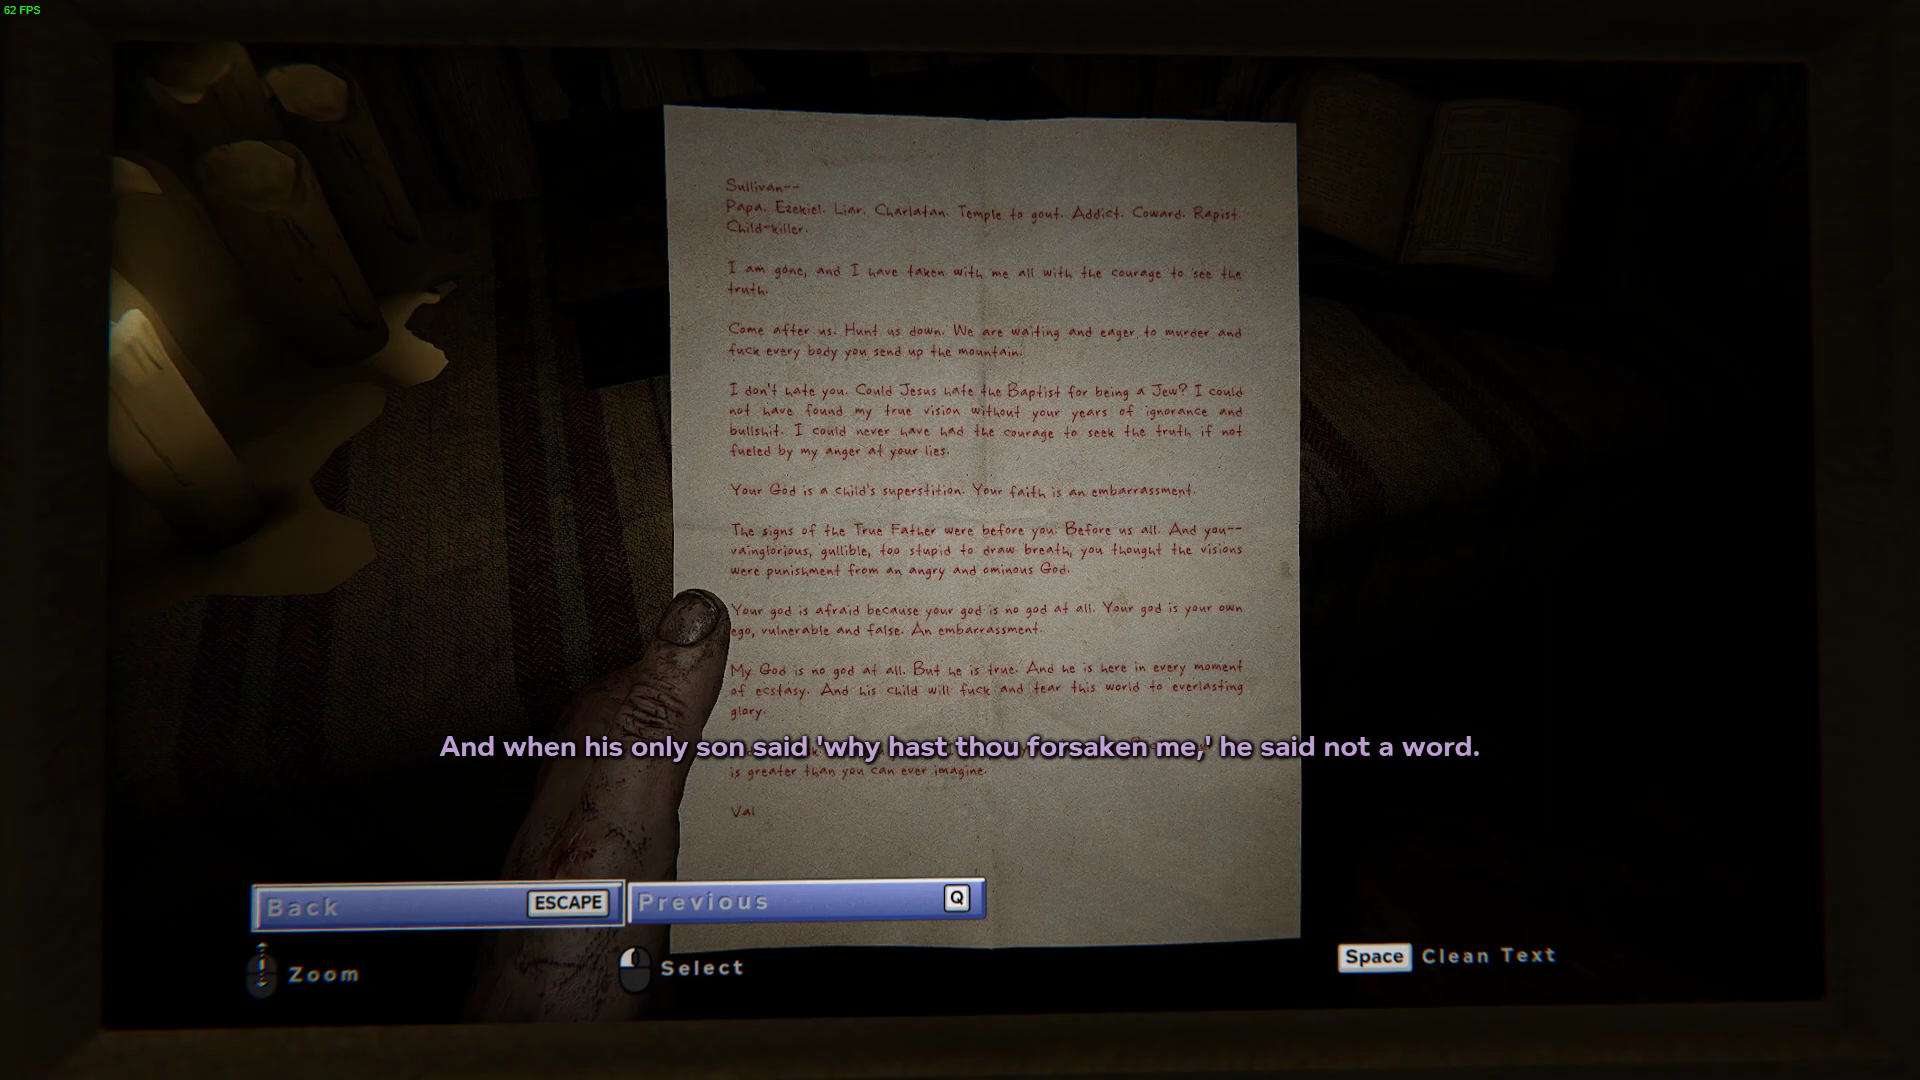 62 FPS
Sullivan--
Papa. Ezekiel. Liar. Charlatan. Temple to gout. Addict. Coward. Rapist.
Child-killer.
I am gone, and I have taken with me all with the courage to see the
truth.
Come after us. Hunt us down. We are waiting and eager to murder and
fuck every body you send up the mountain.
I don't hate you. Could Jesus hate the Baptist for being a Jew? I could
not have found my true vision without your years of ignorance and
bullshit. I could never have had the courage to seek the truth if not
fueled by my anger at your lies.
Your God is a child's superstition. Your faith is an embarrassment.
The signs of the True Father were before you. Before us all. And you--
vainglorious, gullible, too stupid to draw breath, you thought the visions
were punishment from an angry and ominous God.
Your god is afraid because your god is no god at all. Your god is your own
ego, vulnerable and false. An embarrassment.
My God is no god at all. But he is true. And he is here in every moment
of ecstasy. And his child will fuck and tear this world to everlasting
glory.
And when his only son said 'why hast thou forsaken me,' he said not a word.
is greater than you can ever imagine.
Val
Back ESCAPE Previous Q
Zoom Select Space Clean Text